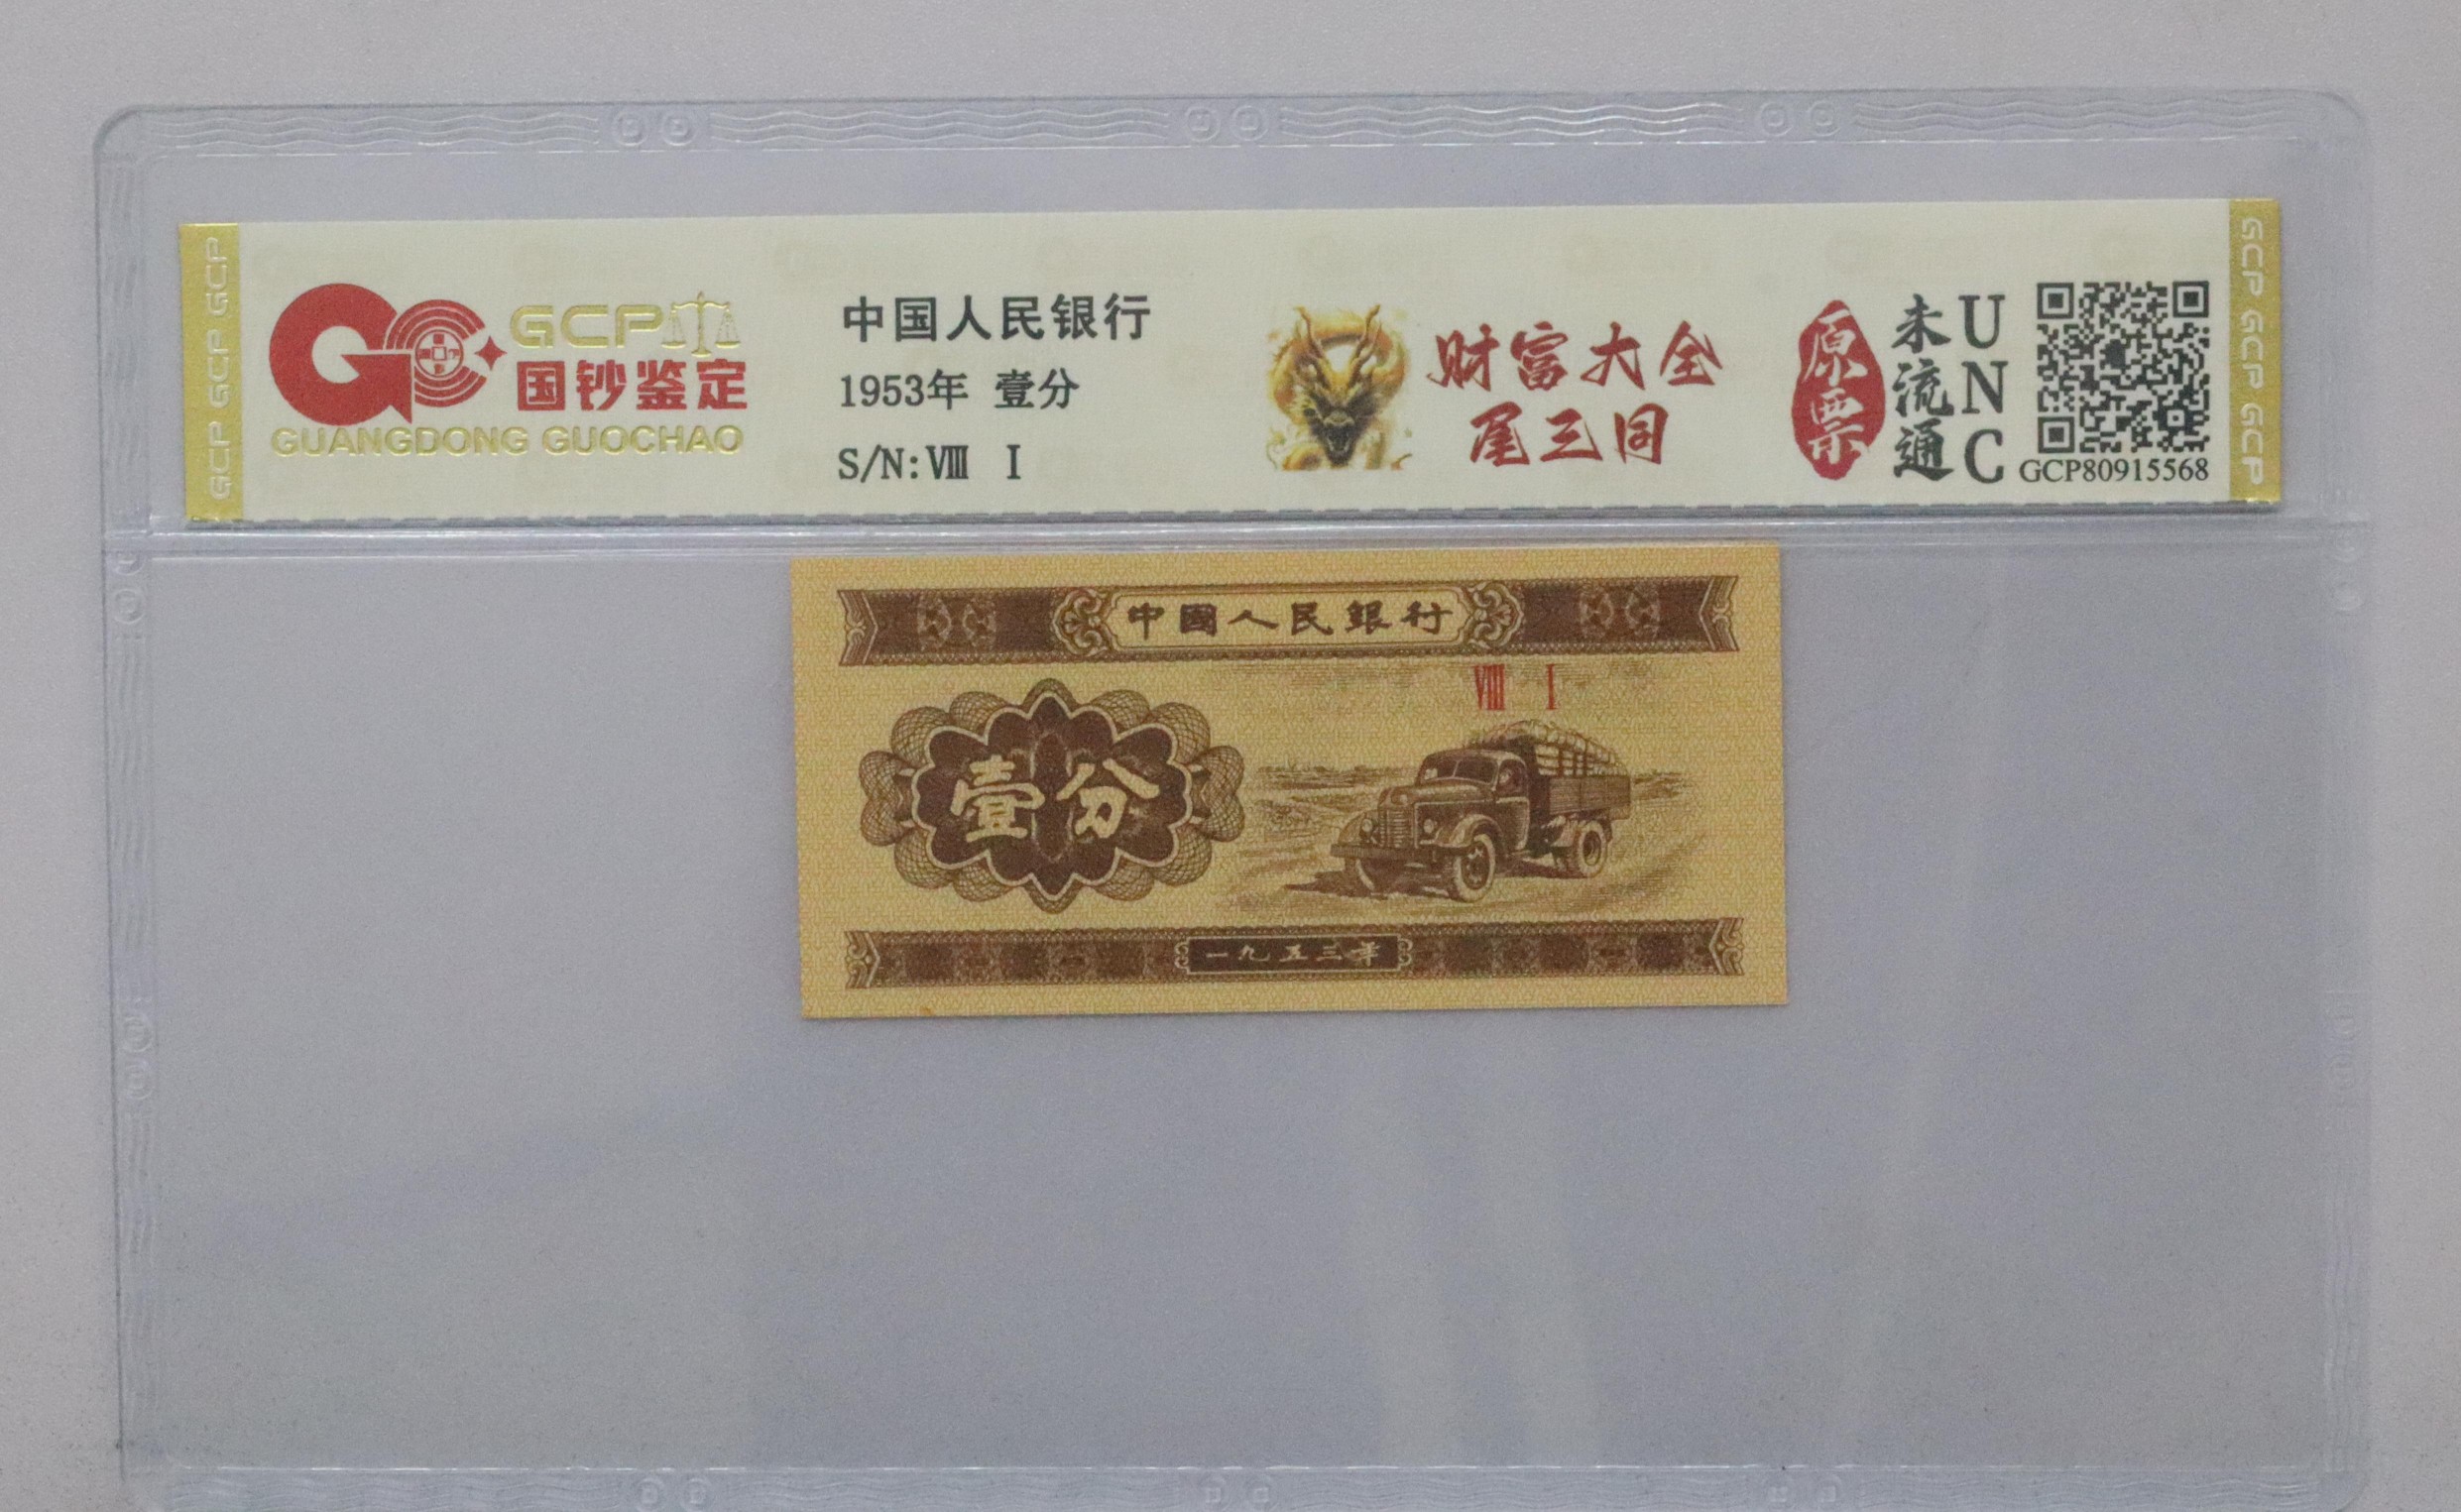 GCP GCP GCP
GCP
国钞鉴定
GUANGDONG GUOCHAO
中国人民银行
1953年 壹分
S/N:Ⅷ Ⅰ
财富大全
尾三同
原票
未流通
UNC
GCP80915568
GCP GCP GCP
中國人民銀行
Ⅷ Ⅰ
壹分
一九五三年